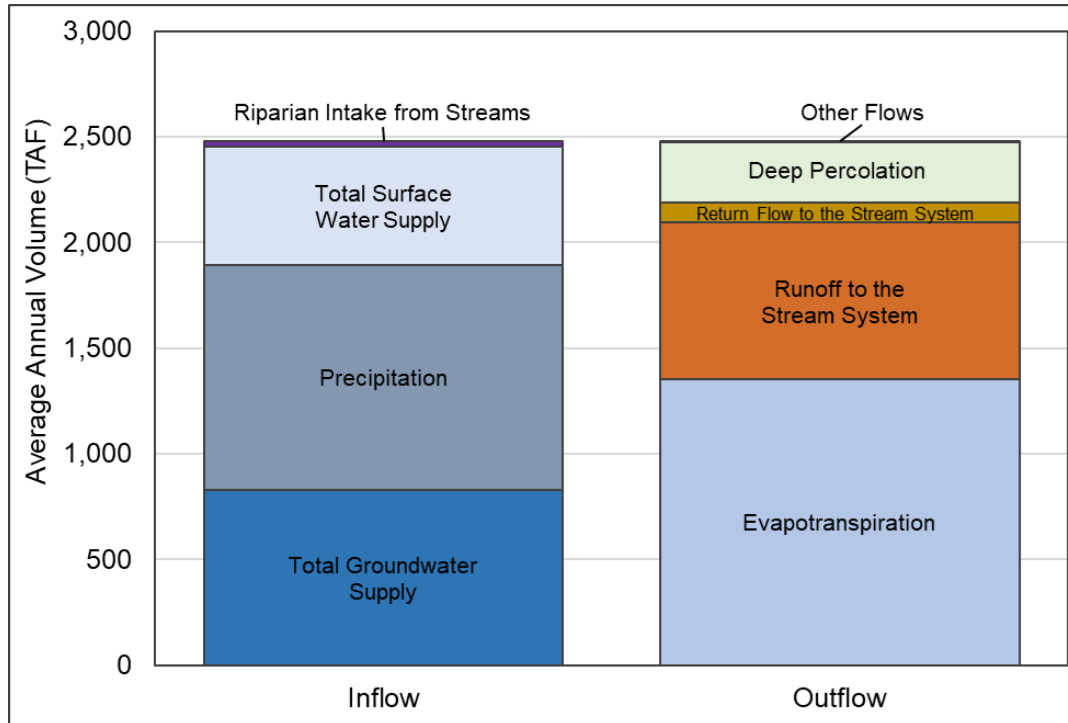 3,000
2,500
2,000
1,500
1,000
500
0
Average Annual Volume (TAF)
Riparian Intake from Streams
Total Surface
Water Supply
Precipitation
Total Groundwater
Supply
Inflow
Other Flows
Deep Percolation
Return Flow to the Stream System
Runoff to the
Stream System
Evapotranspiration
Outflow